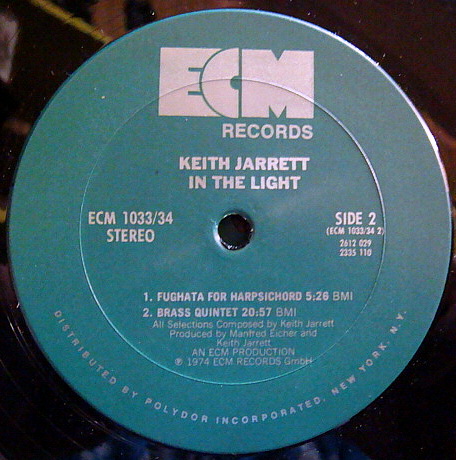 ECM
RECORDS
KEITH JARRETT
IN THE LIGHT
ECM 1033/34
STEREO
SIDE 2
(ECM 1033/34 2)
2612 029
2335 110
1. FUGHATA FOR HARPSICHORD 5:26 BMI
2. BRASS QUINTET 20:57 BMI
All Selections Composed by Keith Jarrett
Produced by Manfred Eicher and
Keith Jarrett
AN ECM PRODUCTION
℗ 1974 ECM RECORDS GmbH
DISTRIBUTED BY POLYDOR INCORPORATED, NEW YORK, N.Y.